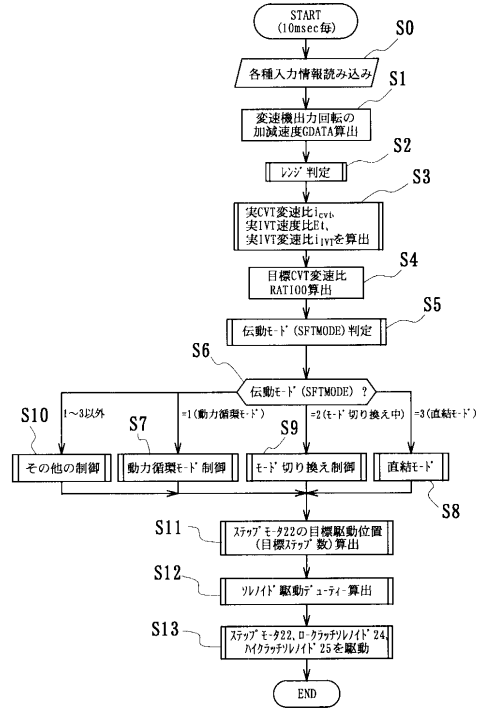 START
(10msec毎)
S0
各種入力情報読み込み
S1
変速機出力回転の
加減速度GDATA算出
S2
ﾚﾝｼﾞ判定
S3
実CVT変速比icvt、
実IVT速度比Et、
実IVT変速比iIVTを算出
S4
目標CVT変速比
RATIO0算出
S5
伝動ﾓｰﾄﾞ(SFTMODE)判定
S6
伝動ﾓｰﾄﾞ(SFTMODE) ?
1～3以外
=1(動力循環ﾓｰﾄﾞ)
=2(ﾓｰﾄﾞ切り換え中)
=3(直結ﾓｰﾄﾞ)
S10
S7
S9
その他の制御
動力循環ﾓｰﾄﾞ制御
ﾓｰﾄﾞ切り換え制御
直結ﾓｰﾄﾞ
S8
S11
ｽﾃｯﾌﾟﾓｰﾀ22の目標駆動位置
(目標ｽﾃｯﾌﾟ数)算出
S12
ｿﾚﾉｲﾄﾞ駆動ﾃﾞｭｰﾃｨｰ算出
S13
ｽﾃｯﾌﾟﾓｰﾀ22、ﾛｰｸﾗｯﾁｿﾚﾉｲﾄﾞ24、
ﾊｲｸﾗｯﾁｿﾚﾉｲﾄﾞ25を駆動
END